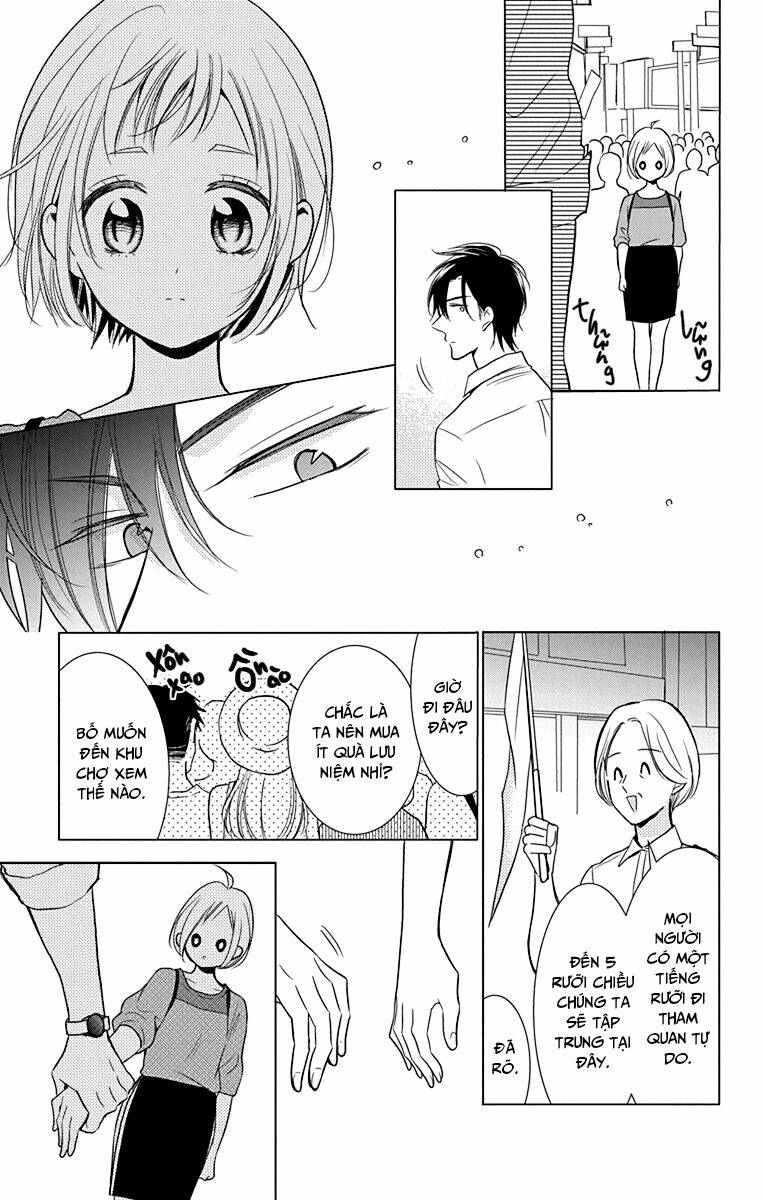 lững
thững
MỌI
NGƯỜI
CÓ MỘT
TIẾNG
RƯỠI ĐI
THAM
QUAN TỰ
DO.
ĐẾN 5
RƯỠI CHIỀU
CHÚNG TA
SẼ TẬP
TRUNG TẠI
ĐÂY.
ĐÃ
RÕ.
GIỜ
ĐI ĐÂU
ĐÂY?
CHẮC LÀ
TA NÊN MUA
ÍT QUÀ LƯU
NIỆM NHỈ?
Ồn
ào
Xôn
xao
BỐ MUỐN
ĐẾN KHU
CHỢ XEM
THẾ NÀO.